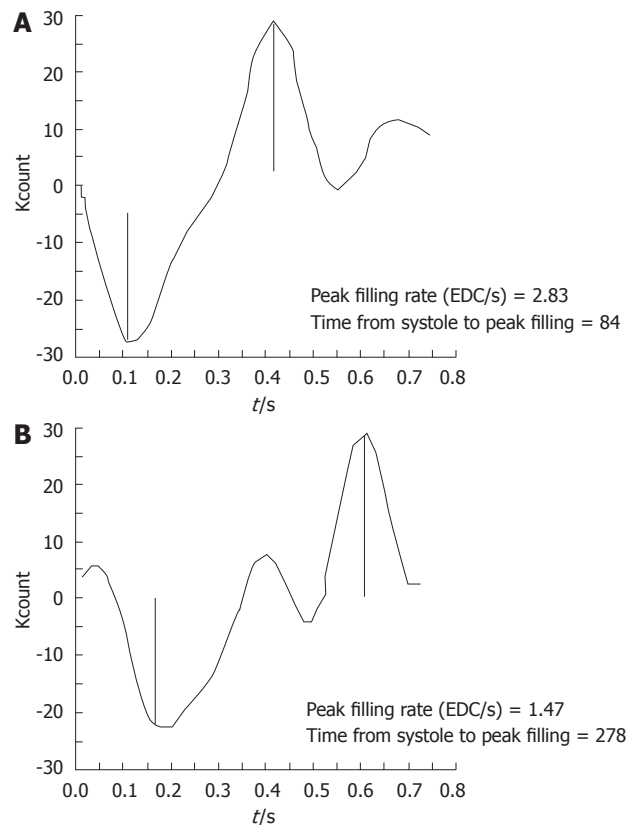 A
30
20
10
0
-10
-20
-30
Kcount
Peak filling rate (EDC/s) = 2.83
Time from systole to peak filling = 84
0.0 0.1 0.2 0.3 0.4 0.5 0.6 0.7 0.8
t/s
B
30
20
10
0
-10
-20
-30
Kcount
Peak filling rate (EDC/s) = 1.47
Time from systole to peak filling = 278
0.0 0.1 0.2 0.3 0.4 0.5 0.6 0.7 0.8
t/s